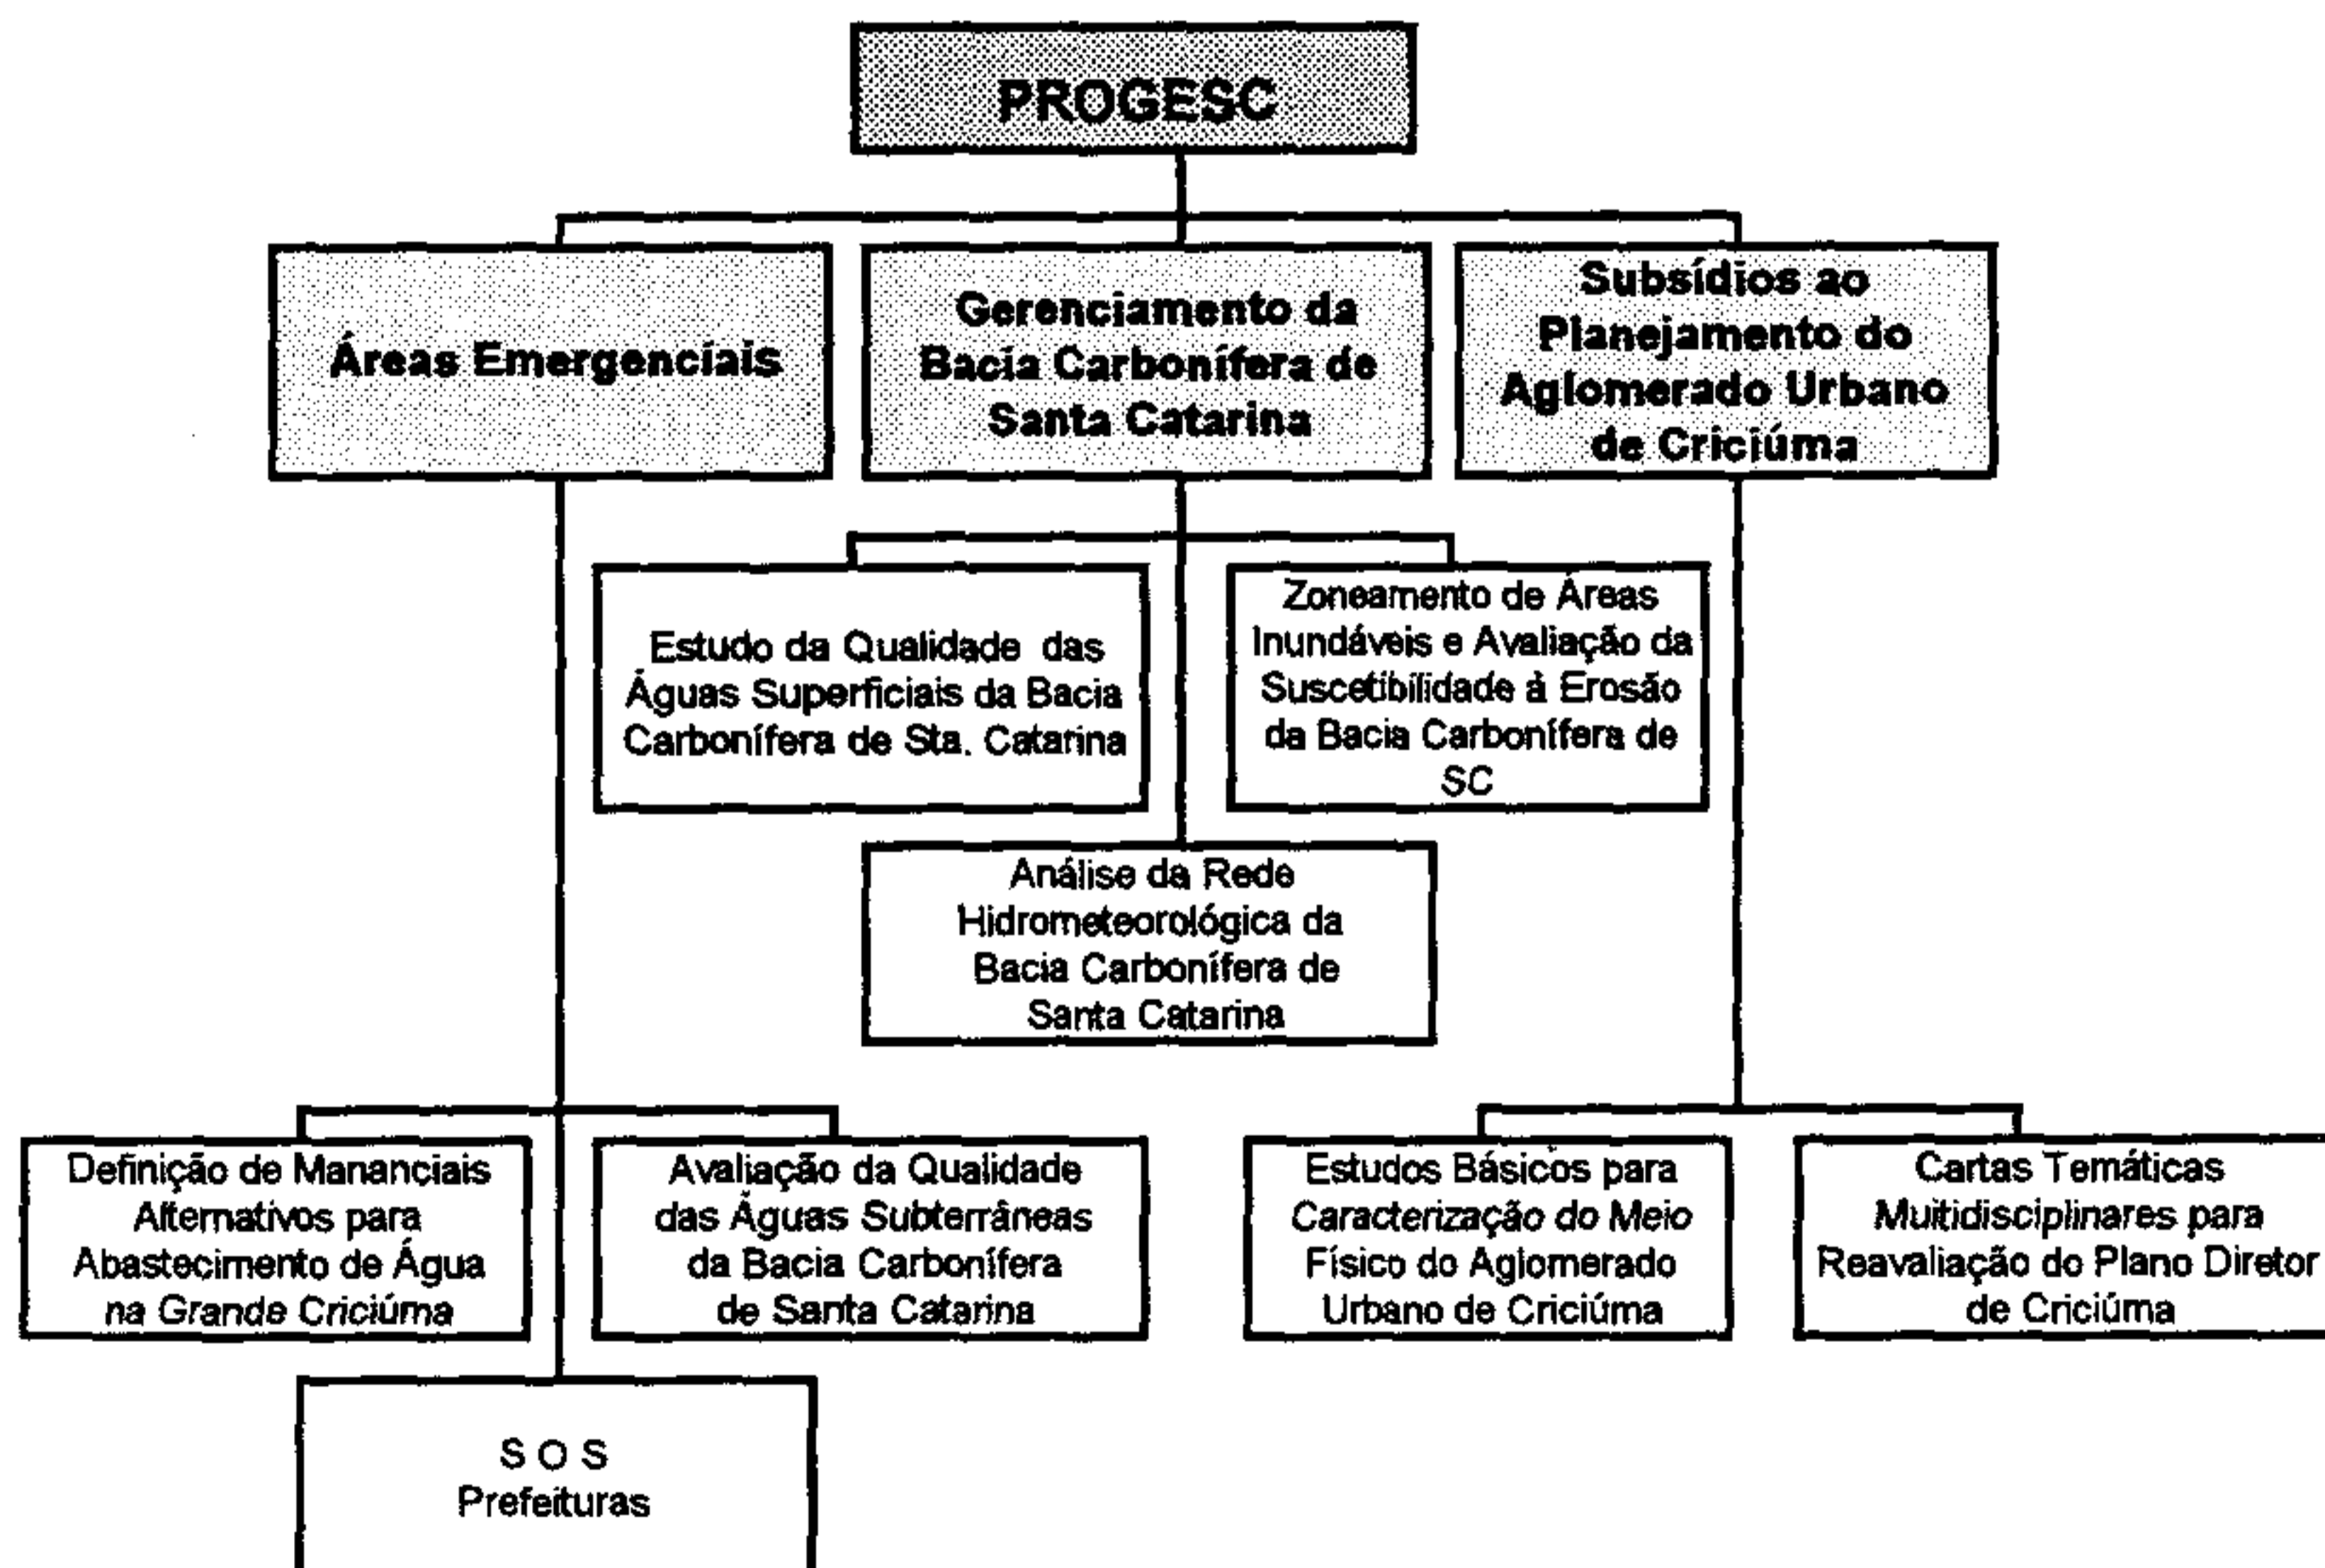 PROGESC
Áreas Emergenciais
Gerenciamento da
Bacia Carbonífera de
Santa Catarina
Subsídios ao
Planejamento do
Aglomerado Urbano
de Criciúma
Estudo da Qualidade das
Águas Superficiais da Bacia
Carbonífera de Sta. Catarina
Zoneamento de Áreas
Inundáveis e Avaliação da
Suscetibilidade à Erosão
da Bacia Carbonífera de
SC
Análise da Rede
Hidrometeorológica da
Bacia Carbonífera de
Santa Catarina
Definição de Mananciais
Alternativos para
Abastecimento de Água
na Grande Criciúma
Avaliação da Qualidade
das Águas Subterrâneas
da Bacia Carbonífera
de Santa Catarina
Estudos Básicos para
Caracterização do Meio
Físico do Aglomerado
Urbano de Criciúma
Cartas Temáticas
Multidisciplinares para
Reavaliação do Plano Diretor
de Criciúma
S O S
Prefeituras